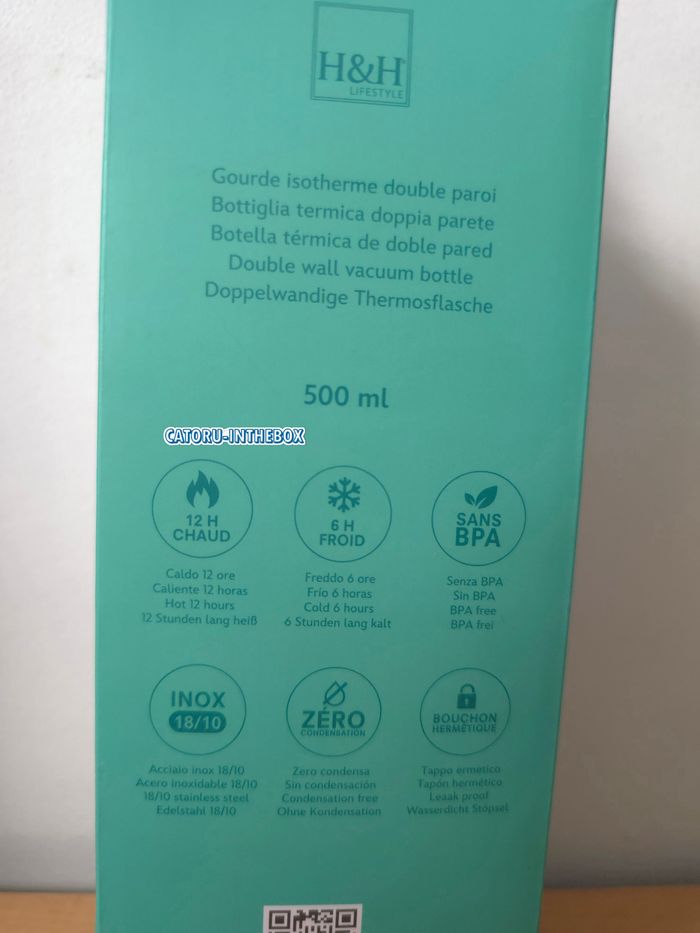 H&H
LIFESTYLE
Gourde isotherme double paroi
Bottiglia termica doppia parete
Botella térmica de doble pared
Double wall vacuum bottle
Doppelwandige Thermosflasche
500 ml
CATORU-INTHEBOX
12 H
CHAUD
Caldo 12 ore
Caliente 12 horas
Hot 12 hours
12 Stunden lang heiß
6 H
FROID
Freddo 6 ore
Frío 6 horas
Cold 6 hours
6 Stunden lang kalt
SANS
BPA
Senza BPA
Sin BPA
BPA free
BPA frei
INOX
18/10
Acciaio inox 18/10
Acero inoxidable 18/10
18/10 stainless steel
Edelstahl 18/10
ZÉRO
CONDENSATION
Zero condensa
Sin condensación
Condensation free
Ohne Kondensation
BOUCHON
HERMÉTIQUE
Tappo ermetico
Tapón hermético
Leaak proof
Wasserdicht Stöpsel